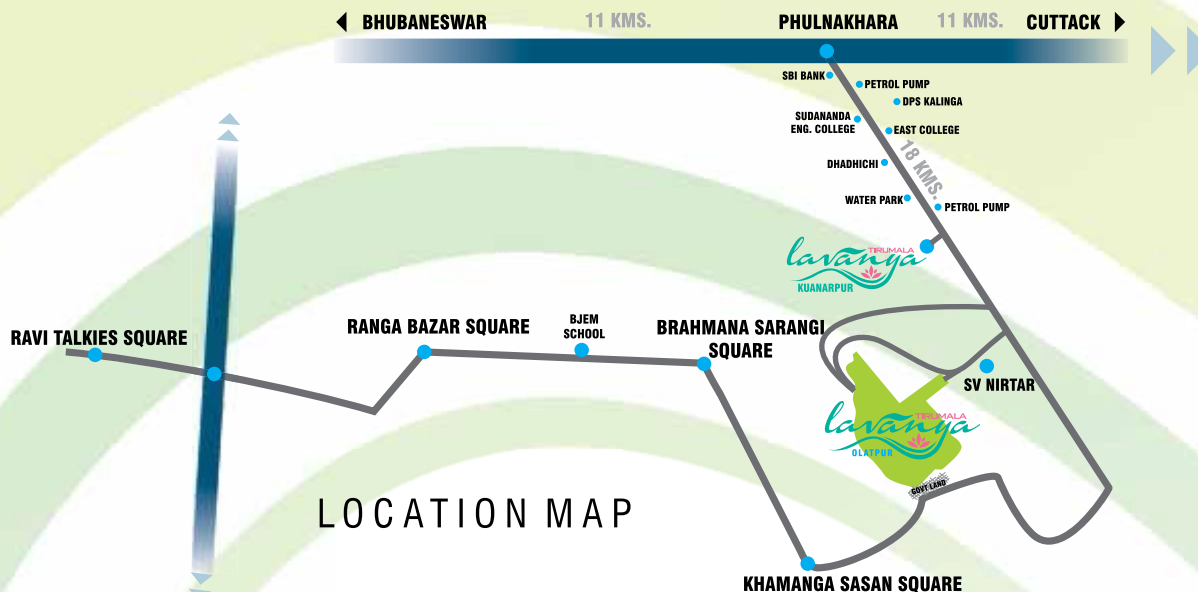 BHUBANESWAR
11 KMS.
PHULNAKHARA
11 KMS.
CUTTACK
SBI BANK
PETROL PUMP
DPS KALINGA
SUDANANDA
ENG. COLLEGE
EAST COLLEGE
18 KMS.
DHADHICHI
WATER PARK
PETROL PUMP
TIRUMALA
lavanya
KUANARPUR
RAVI TALKIES SQUARE
RANGA BAZAR SQUARE
BJEM
SCHOOL
BRAHMANA SARANGI
SQUARE
SV NIRTAR
TIRUMALA
lavanya
OLATPUR
GOVT LAND
LOCATION MAP
KHAMANGA SASAN SQUARE